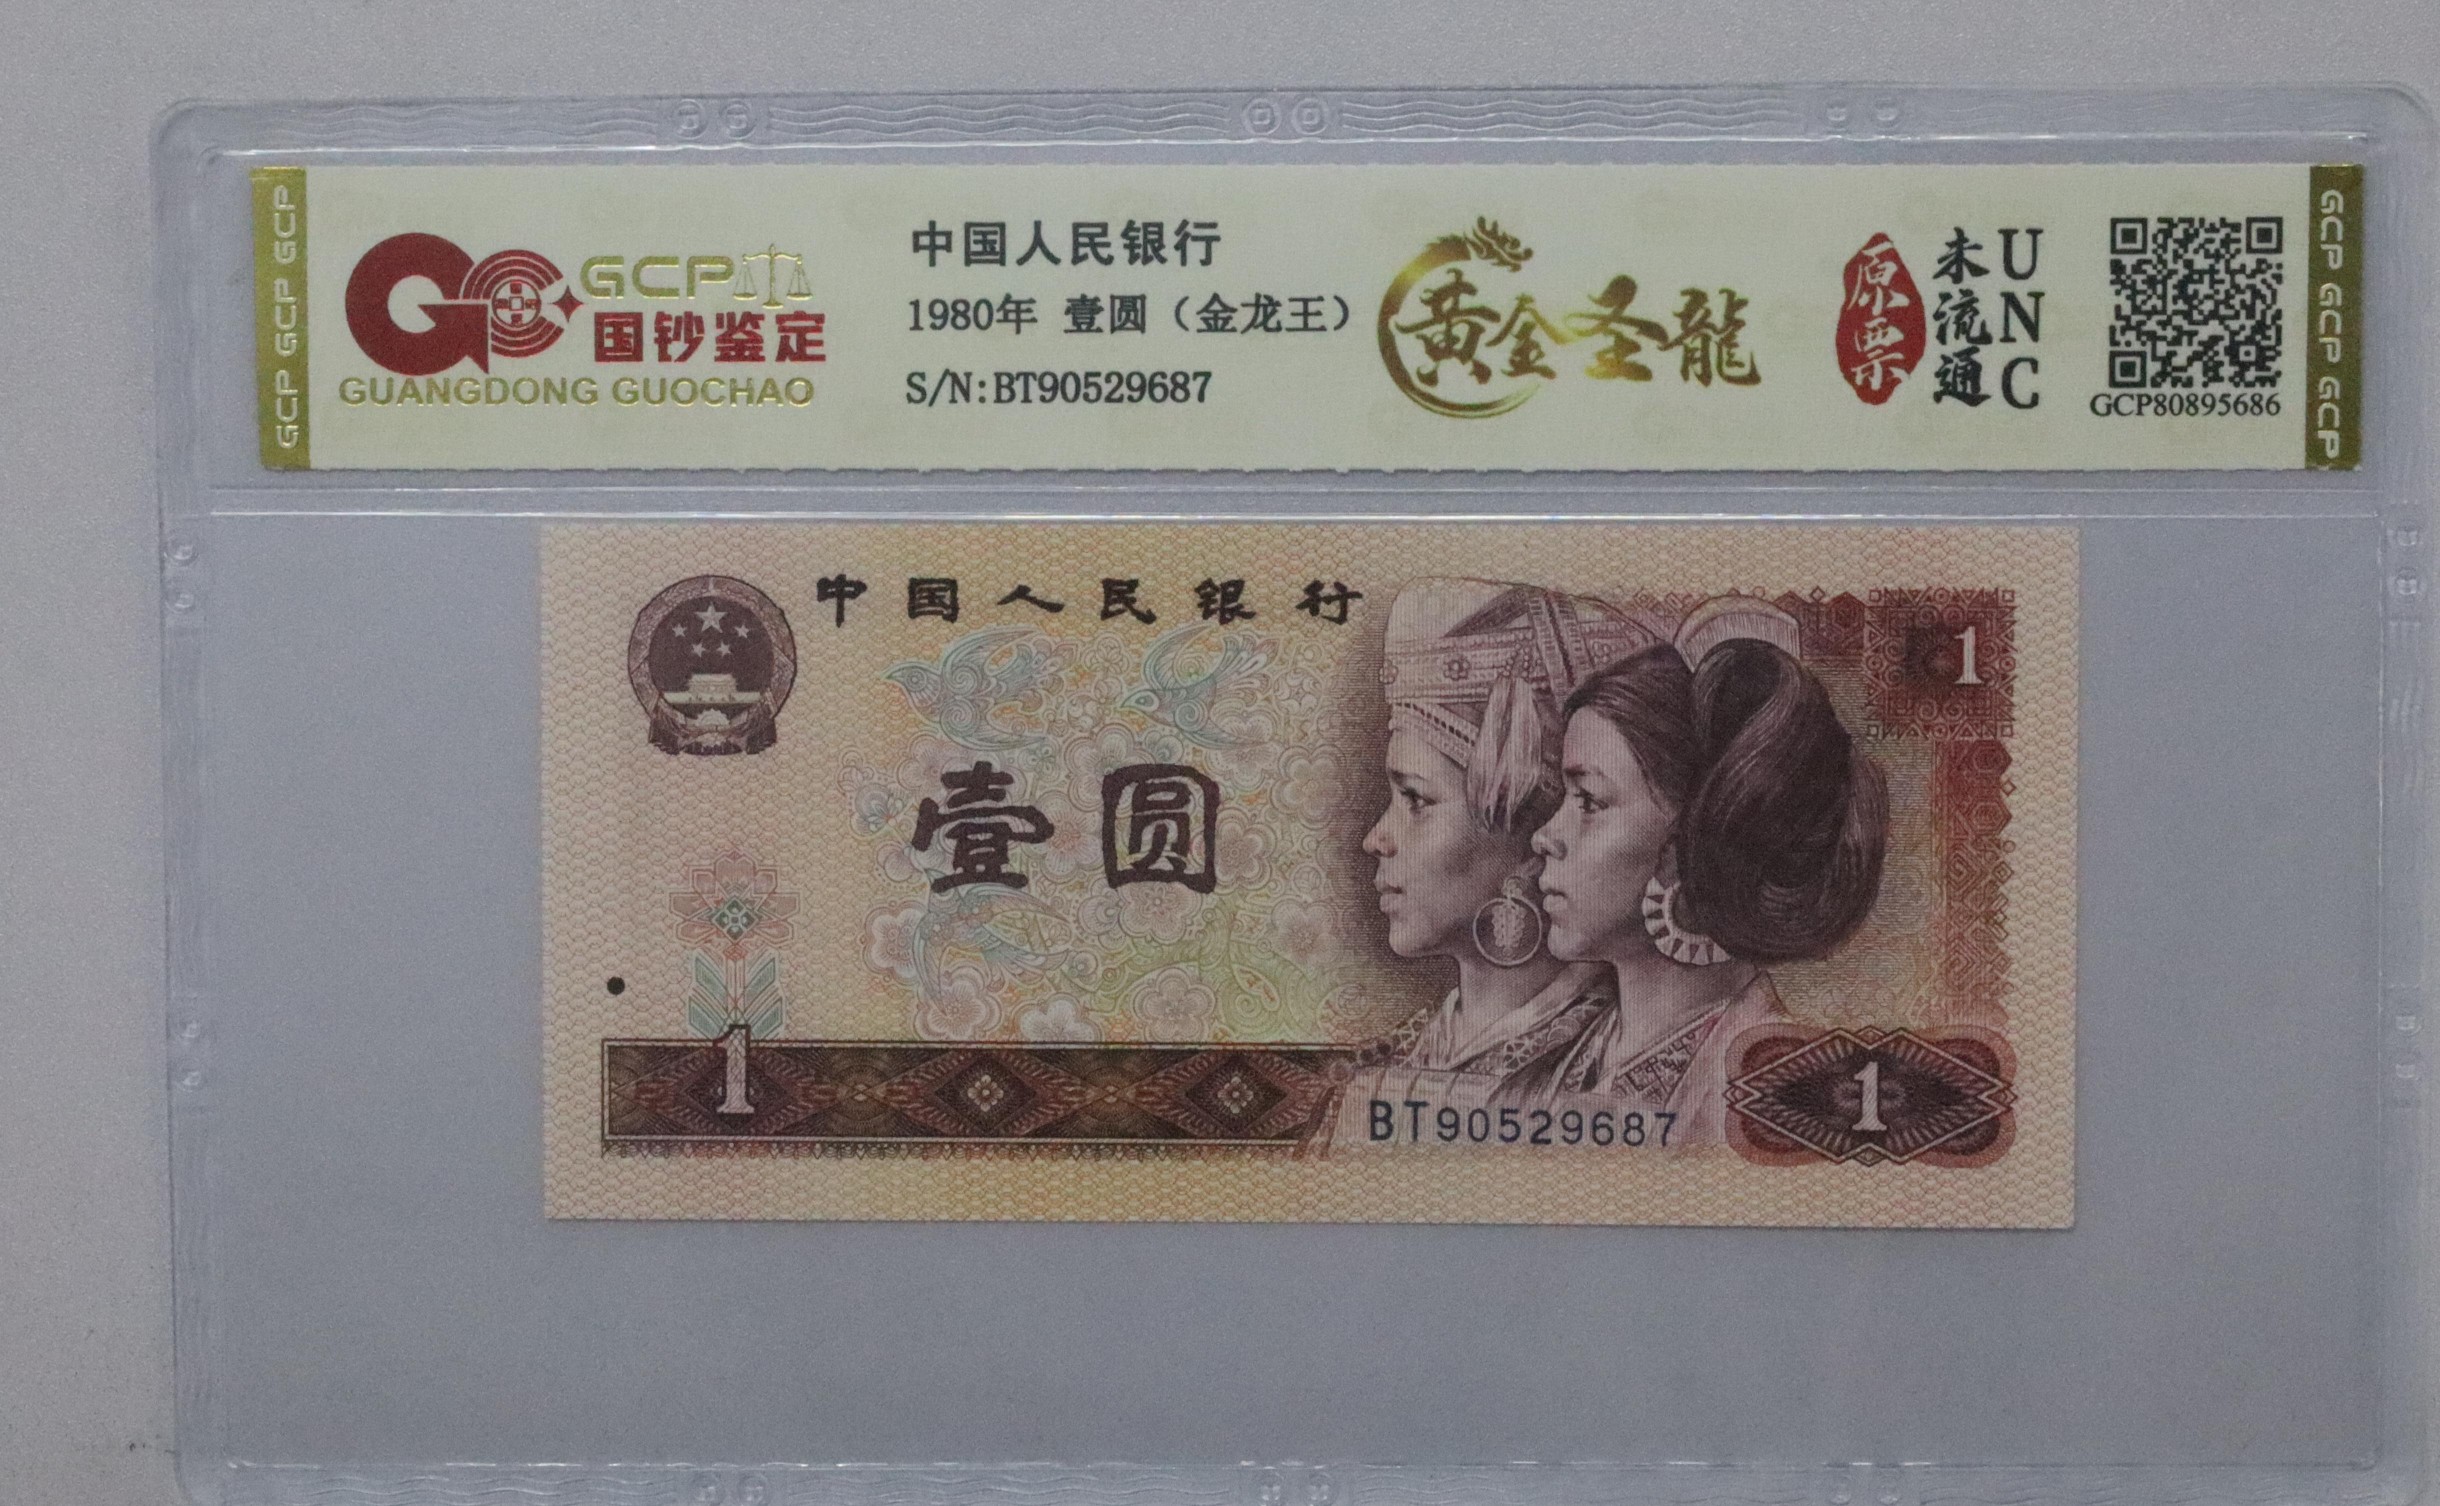 GCP GCP GCP
GCP
国钞鉴定
GUANGDONG GUOCHAO
中国人民银行
1980年 壹圆（金龙王）
S/N:BT90529687
黄金圣龍
原票
未流通
UNC
GCP80895686
GCP GCP GCP
中国人民银行
1
壹圆
1
BT90529687
1